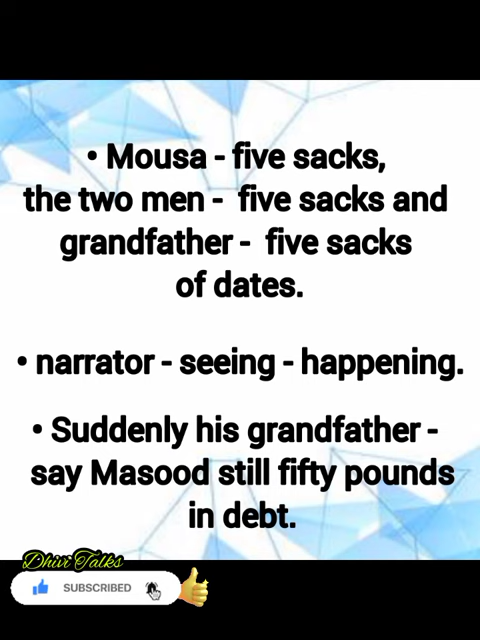 • Mousa - five sacks,
the two men - five sacks and
grandfather - five sacks
of dates.
• narrator - seeing - happening.
• Suddenly his grandfather -
say Masood still fifty pounds
in debt.
Dhivi Talks
SUBSCRIBED